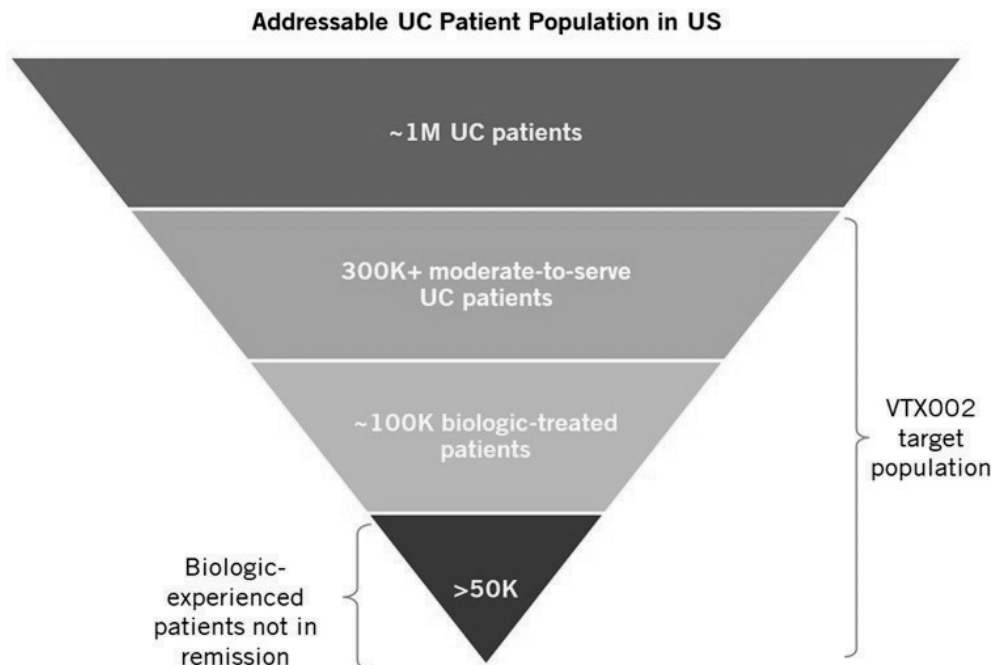 Addressable UC Patient Population in US
~1M UC patients
300K+ moderate-to-serve
UC patients
~100K biologic-treated
patients
VTX002
target
population
>50K
Biologic-
experienced
patients not in
remission